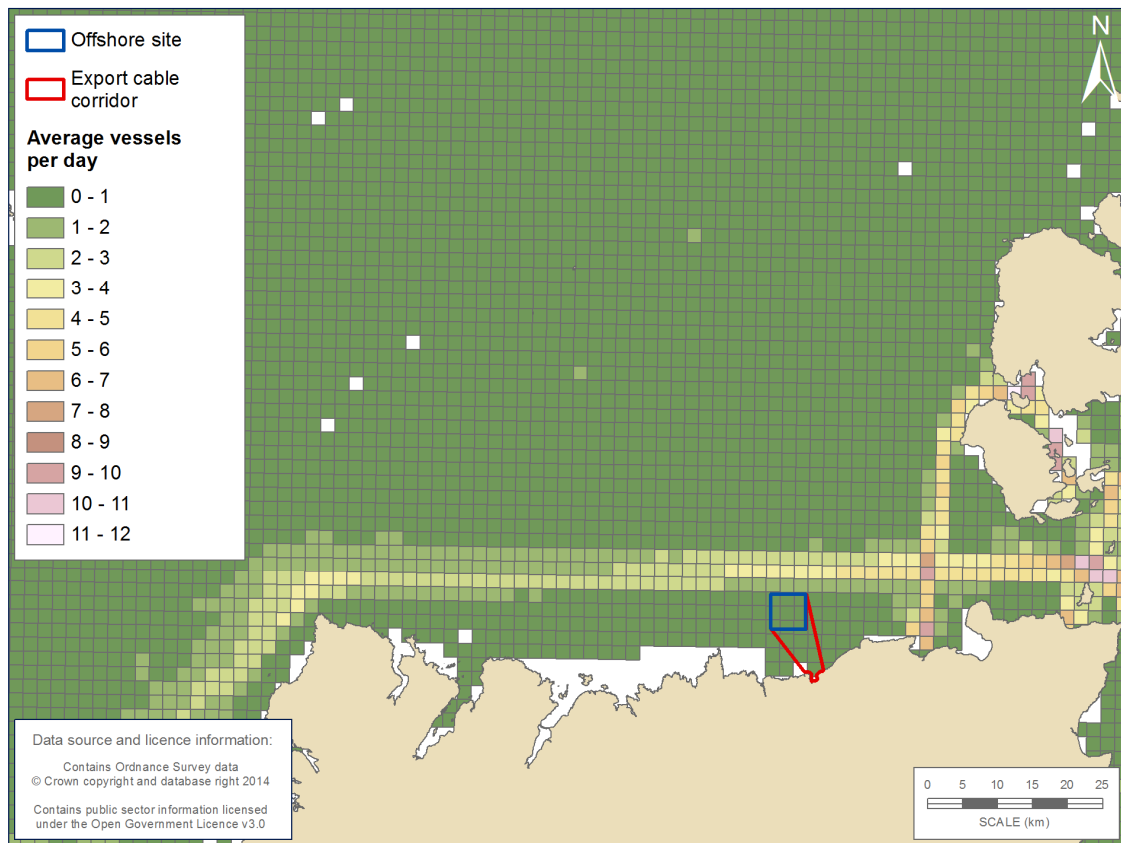 Offshore site
Export cable
corridor
Average vessels
per day
0 - 1
1 - 2
2 - 3
3 - 4
4 - 5
5 - 6
6 - 7
7 - 8
8 - 9
9 - 10
10 - 11
11 - 12
N
Data source and licence information:
Contains Ordnance Survey data
© Crown copyright and database right 2014
Contains public sector information licensed
under the Open Government Licence v3.0
0 5 10 15 20 25
SCALE (km)